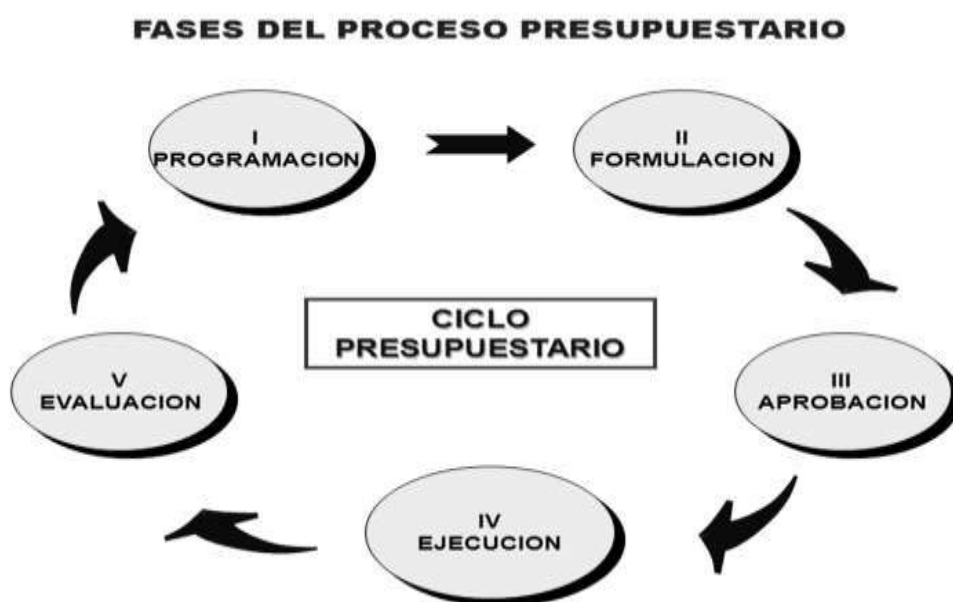 FASES DEL PROCESO PRESUPUESTARIO
I
PROGRAMACION
II
FORMULACION
CICLO
PRESUPUESTARIO
III
APROBACION
IV
EJECUCION
V
EVALUACION